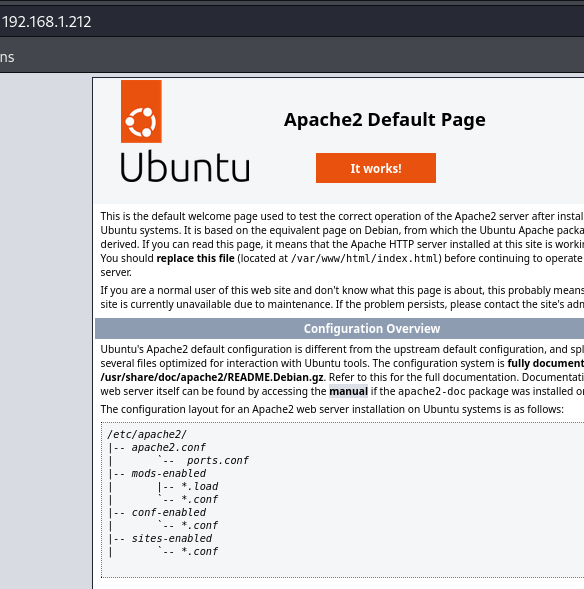 192.168.1.212
ns
Apache2 Default Page
Ubuntu
It works!
This is the default welcome page used to test the correct operation of the Apache2 server after instal
Ubuntu systems. It is based on the equivalent page on Debian, from which the Ubuntu Apache packa
derived. If you can read this page, it means that the Apache HTTP server installed at this site is worki
You should replace this file (located at /var/www/html/index.html) before continuing to operate
server.
If you are a normal user of this web site and don't know what this page is about, this probably means
site is currently unavailable due to maintenance. If the problem persists, please contact the site's adm
Configuration Overview
Ubuntu's Apache2 default configuration is different from the upstream default configuration, and spl
several files optimized for interaction with Ubuntu tools. The configuration system is fully document
/usr/share/doc/apache2/README.Debian.gz. Refer to this for the full documentation. Documentati
web server itself can be found by accessing the manual if the apache2-doc package was installed on
The configuration layout for an Apache2 web server installation on Ubuntu systems is as follows:
/etc/apache2/
|-- apache2.conf
|       `--  ports.conf
|-- mods-enabled
|       |-- *.load
|       `-- *.conf
|-- conf-enabled
|       `-- *.conf
|-- sites-enabled
|       `-- *.conf